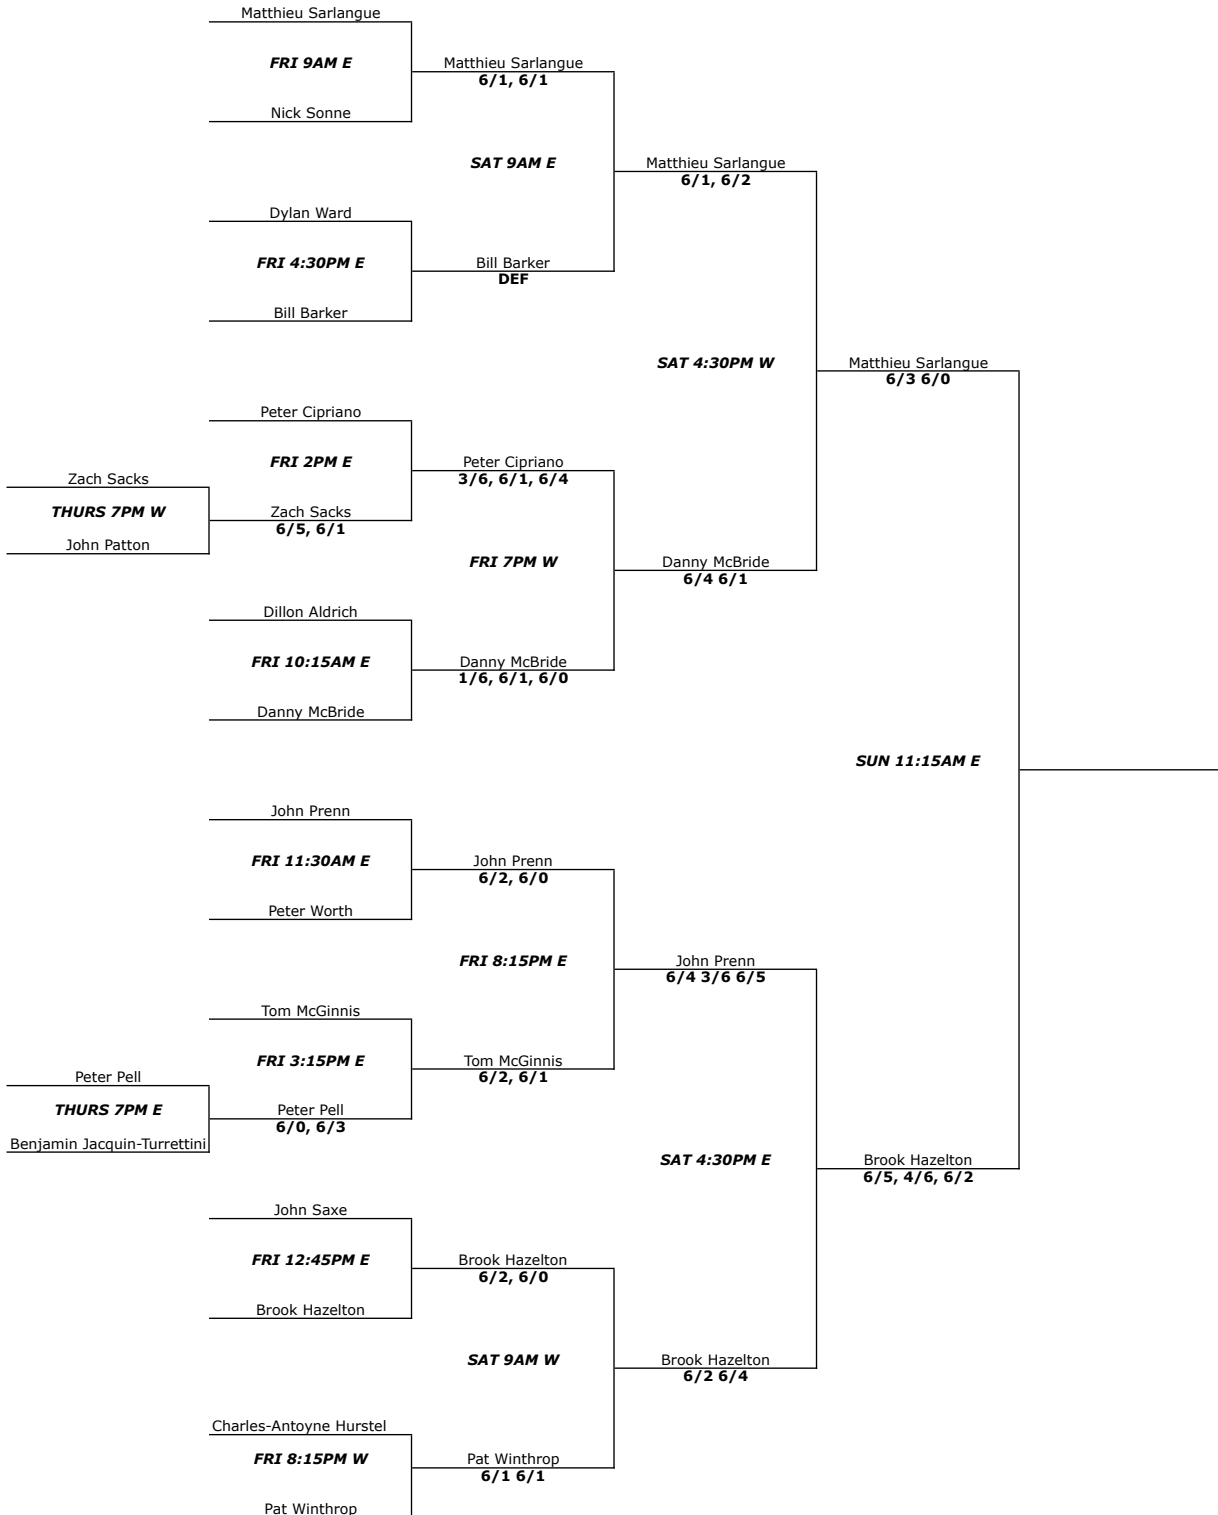 Matthieu Sarlangue
FRI 9AM E
Matthieu Sarlangue
6/1, 6/1
Nick Sonne
SAT 9AM E
Matthieu Sarlangue
6/1, 6/2
Dylan Ward
FRI 4:30PM E
Bill Barker
DEF
Bill Barker
SAT 4:30PM W
Matthieu Sarlangue
6/3 6/0
Peter Cipriano
FRI 2PM E
Peter Cipriano
3/6, 6/1, 6/4
Zach Sacks
THURS 7PM W
Zach Sacks
6/5, 6/1
John Patton
FRI 7PM W
Danny McBride
6/4 6/1
Dillon Aldrich
FRI 10:15AM E
Danny McBride
1/6, 6/1, 6/0
Danny McBride
SUN 11:15AM E
John Prenn
FRI 11:30AM E
John Prenn
6/2, 6/0
Peter Worth
FRI 8:15PM E
John Prenn
6/4 3/6 6/5
Tom McGinnis
FRI 3:15PM E
Tom McGinnis
6/2, 6/1
Peter Pell
THURS 7PM E
Peter Pell
6/0, 6/3
Benjamin Jacquin-Turrettini
SAT 4:30PM E
Brook Hazelton
6/5, 4/6, 6/2
John Saxe
FRI 12:45PM E
Brook Hazelton
6/2, 6/0
Brook Hazelton
SAT 9AM W
Brook Hazelton
6/2 6/4
Charles-Antoyne Hurstel
FRI 8:15PM W
Pat Winthrop
6/1 6/1
Pat Winthrop